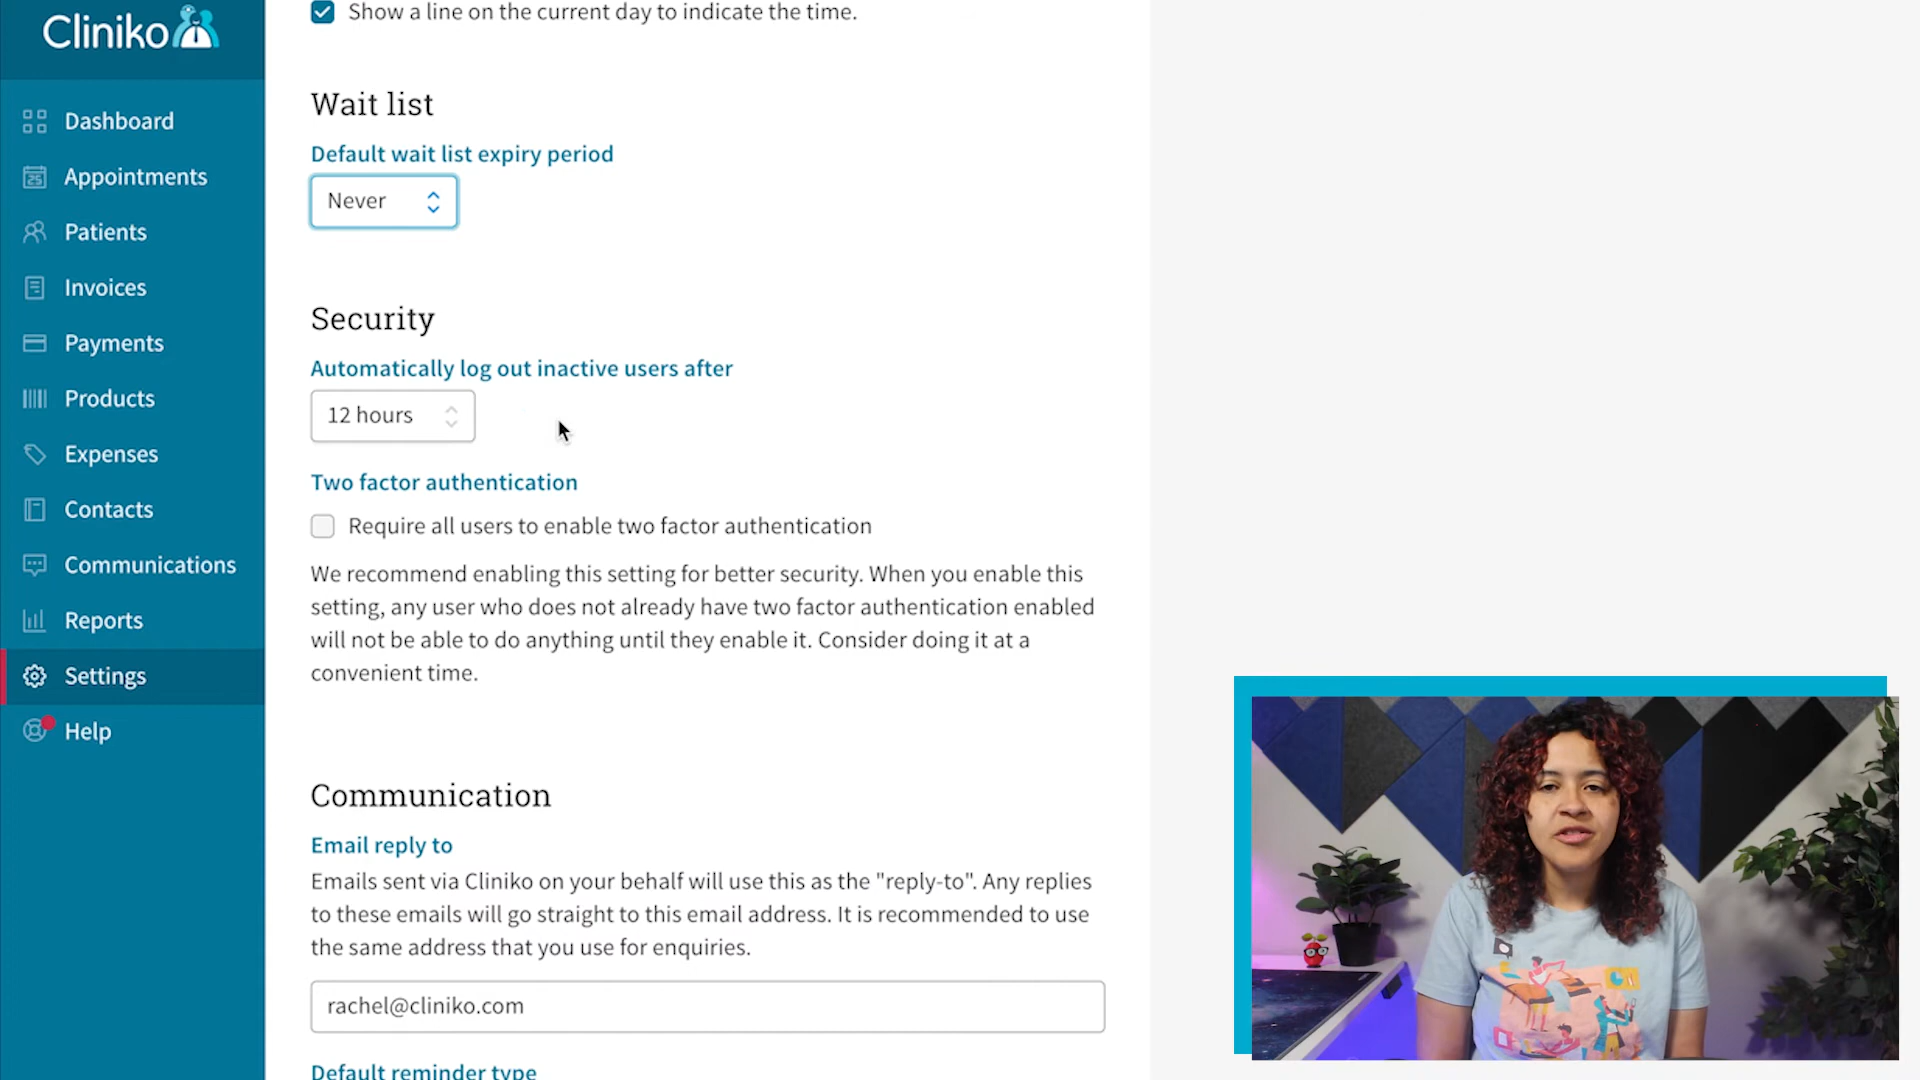 Cliniko
Dashboard
Appointments
Patients
Invoices
Payments
Products
Expenses
Contacts
Communications
Reports
Settings
Help
Show a line on the current day to indicate the time.
Wait list
Default wait list expiry period
Never
Security
Automatically log out inactive users after
12 hours
Two factor authentication
Require all users to enable two factor authentication
We recommend enabling this setting for better security. When you enable this
setting, any user who does not already have two factor authentication enabled
will not be able to do anything until they enable it. Consider doing it at a
convenient time.
Communication
Email reply to
Emails sent via Cliniko on your behalf will use this as the "reply-to". Any replies
to these emails will go straight to this email address. It is recommended to use
the same address that you use for enquiries.
rachel@cliniko.com
Default reminder type